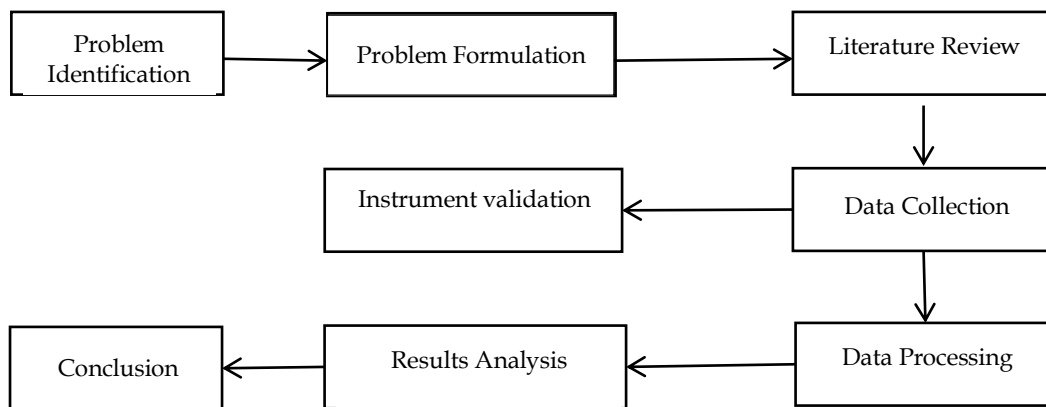 Problem
Identification
Problem Formulation
Literature Review
Instrument validation
Data Collection
Conclusion
Results Analysis
Data Processing